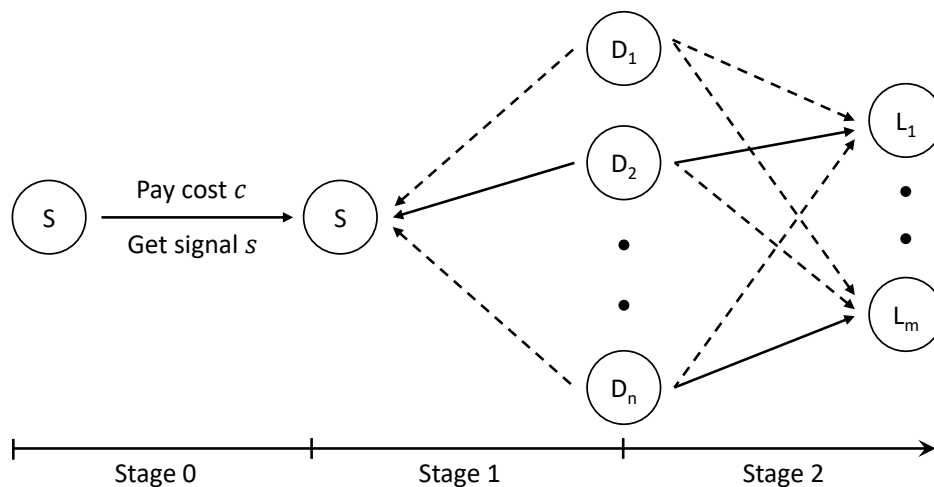 D₁
L₁
D₂
Pay cost c
S
S
Get signal s
Lₘ
Dₙ
Stage 0
Stage 1
Stage 2